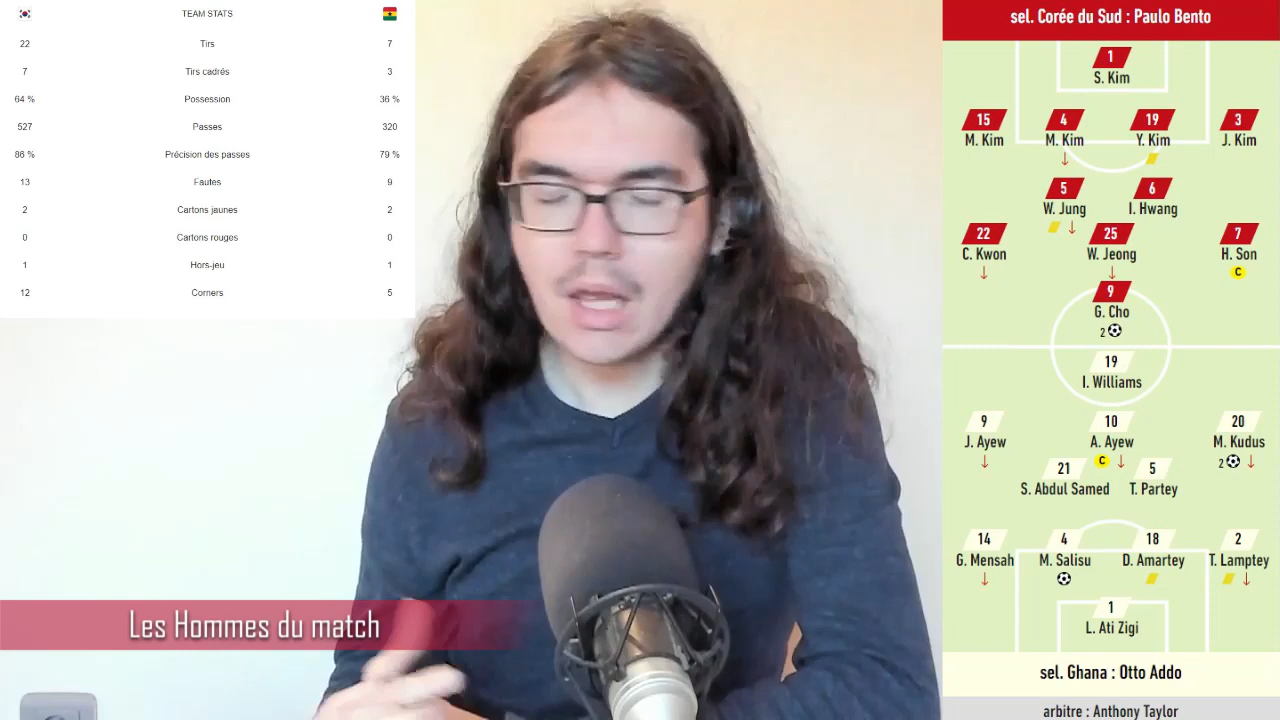 TEAM STATS
22 Tirs 7
7 Tirs cadrés 3
64 % Possession 36 %
527 Passes 320
86 % Précision des passes 79 %
13 Fautes 9
2 Cartons jaunes 2
0 Cartons rouges 0
1 Hors-jeu 1
12 Corners 5
Les Hommes du match
sel. Corée du Sud : Paulo Bento
1
S. Kim
15 4 19 3
M. Kim M. Kim Y. Kim J. Kim
5 6
W. Jung I. Hwang
22 25 7
C. Kwon W. Jeong H. Son
C
9
G. Cho
2
19
I. Williams
9 10 20
J. Ayew A. Ayew M. Kudus
C 2
21 5
S. Abdul Samed T. Partey
14 4 18 2
G. Mensah M. Salisu D. Amartey T. Lamptey
1
L. Ati Zigi
sel. Ghana : Otto Addo
arbitre : Anthony Taylor